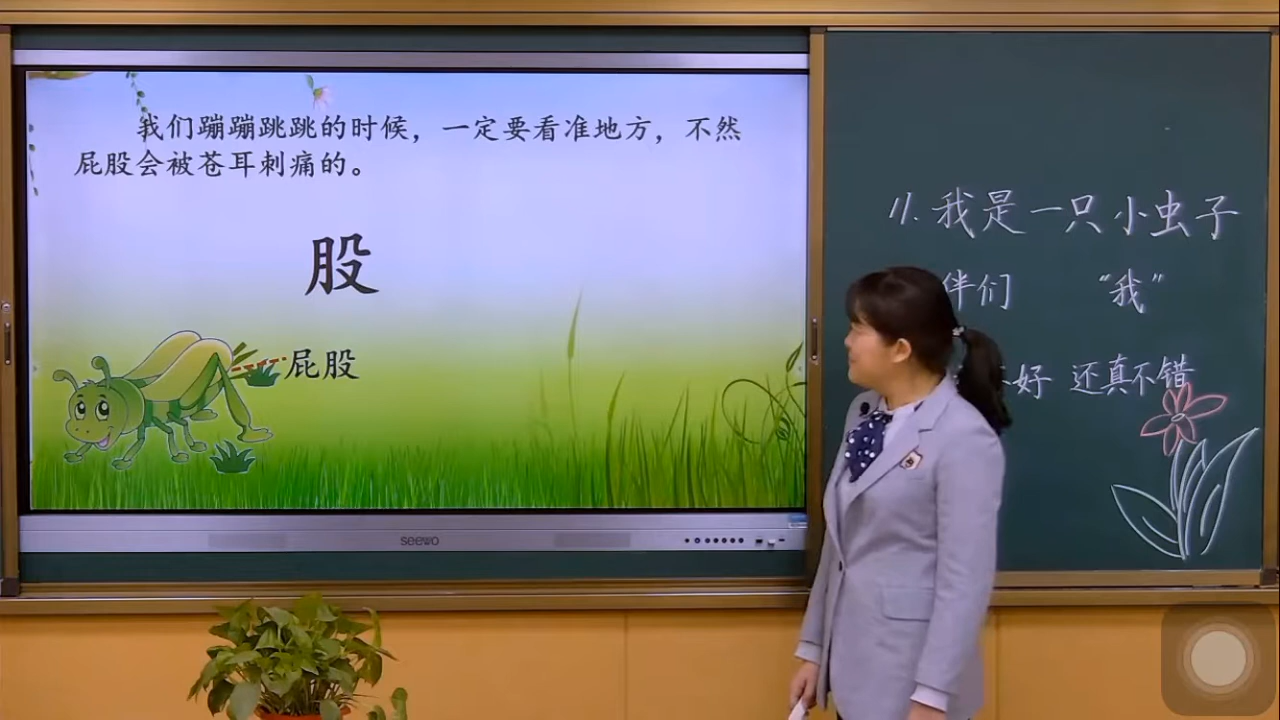 我们蹦蹦跳跳的时候，一定要看准地方，不然
屁股会被苍耳刺痛的。
股
屁股
seewo
11.我是一只小虫子
伴们 “我”
好 还真不错